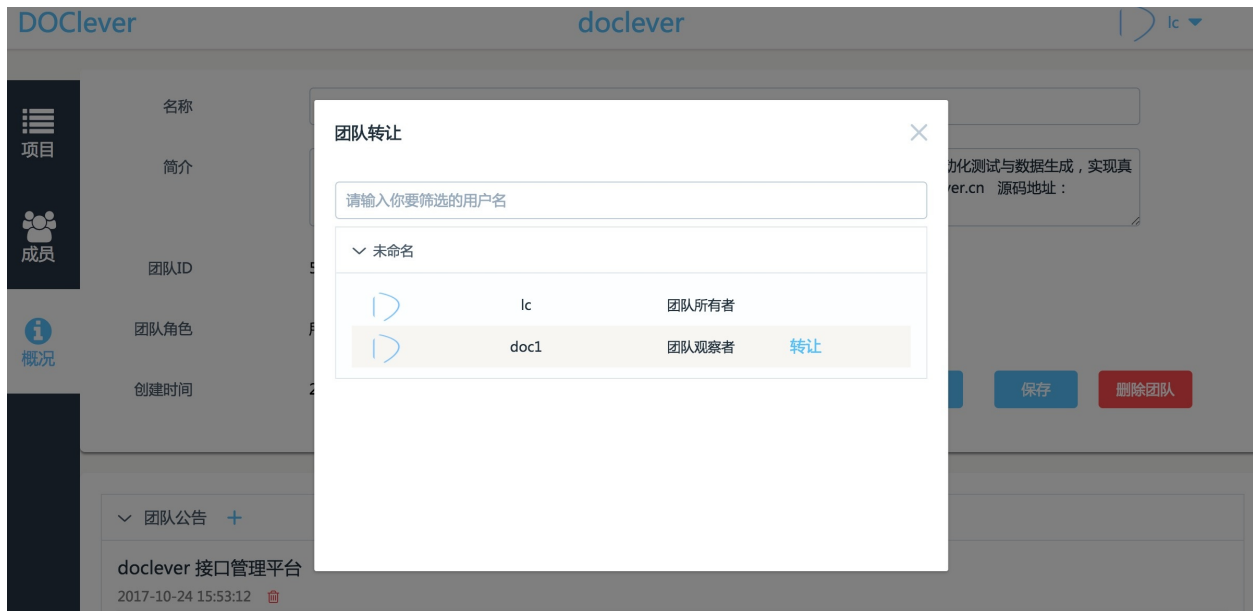 DOClever
doclever
lc
项目
成员
概况
名称
简介
动化测试与数据生成，实现真
er.cn 源码地址：
团队ID
团队角色
创建时间
保存
删除团队
团队转让
请输入你要筛选的用户名
未命名
lc 团队所有者
doc1 团队观察者 转让
团队公告 +
doclever 接口管理平台
2017-10-24 15:53:12